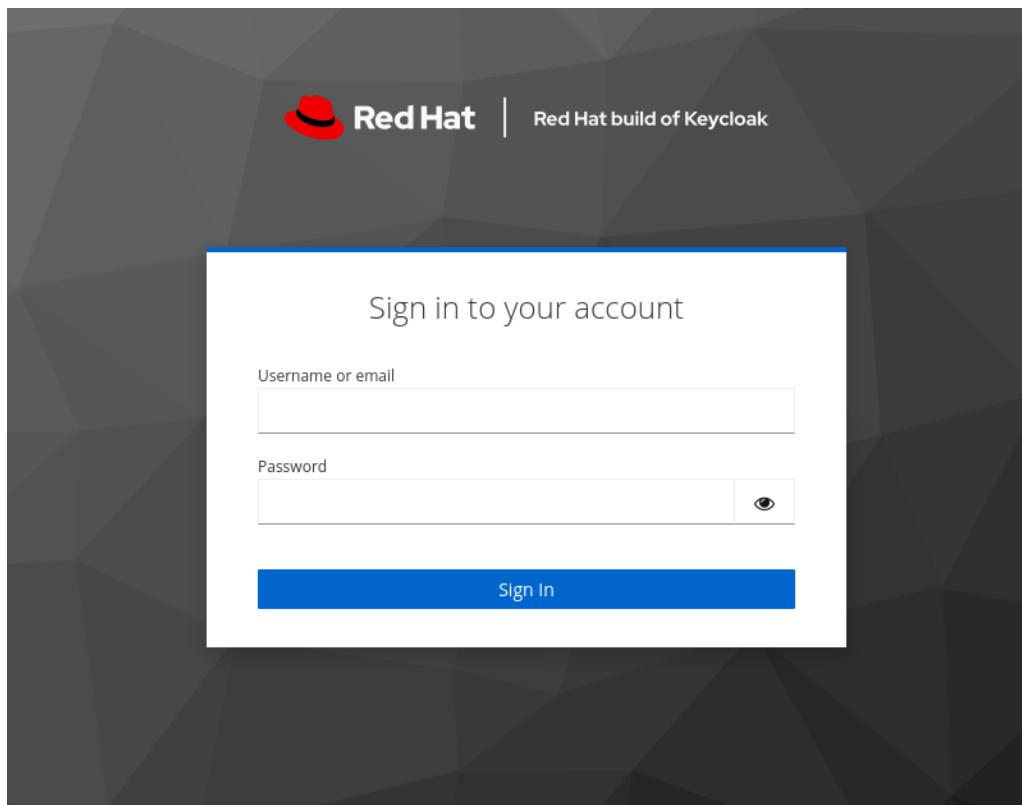 Red Hat | Red Hat build of Keycloak
Sign in to your account
Username or email
Password
Sign In